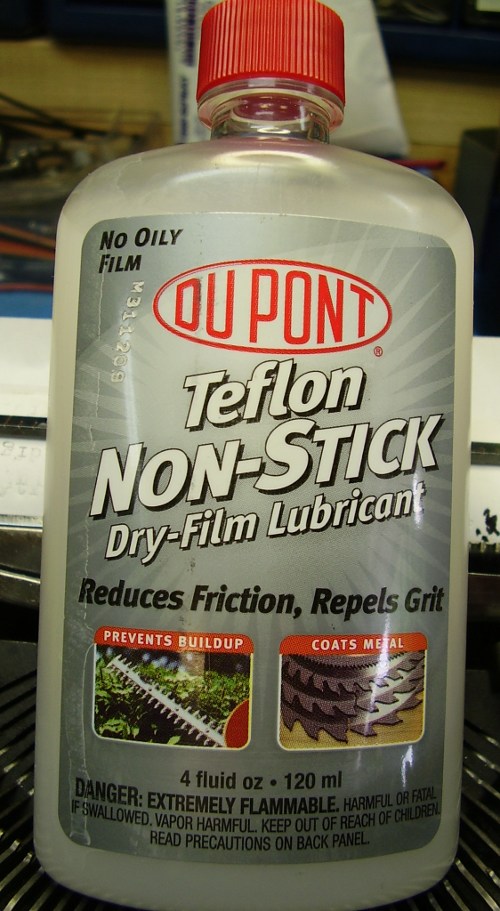 No Oily
Film
M311209
DU PONT
®
Teflon
Non-Stick
Dry-Film Lubricant
Reduces Friction, Repels Grit
PREVENTS BUILDUP
COATS METAL
4 fluid oz • 120 ml
DANGER: EXTREMELY FLAMMABLE. HARMFUL OR FATAL
IF SWALLOWED. VAPOR HARMFUL. KEEP OUT OF REACH OF CHILDREN.
READ PRECAUTIONS ON BACK PANEL.